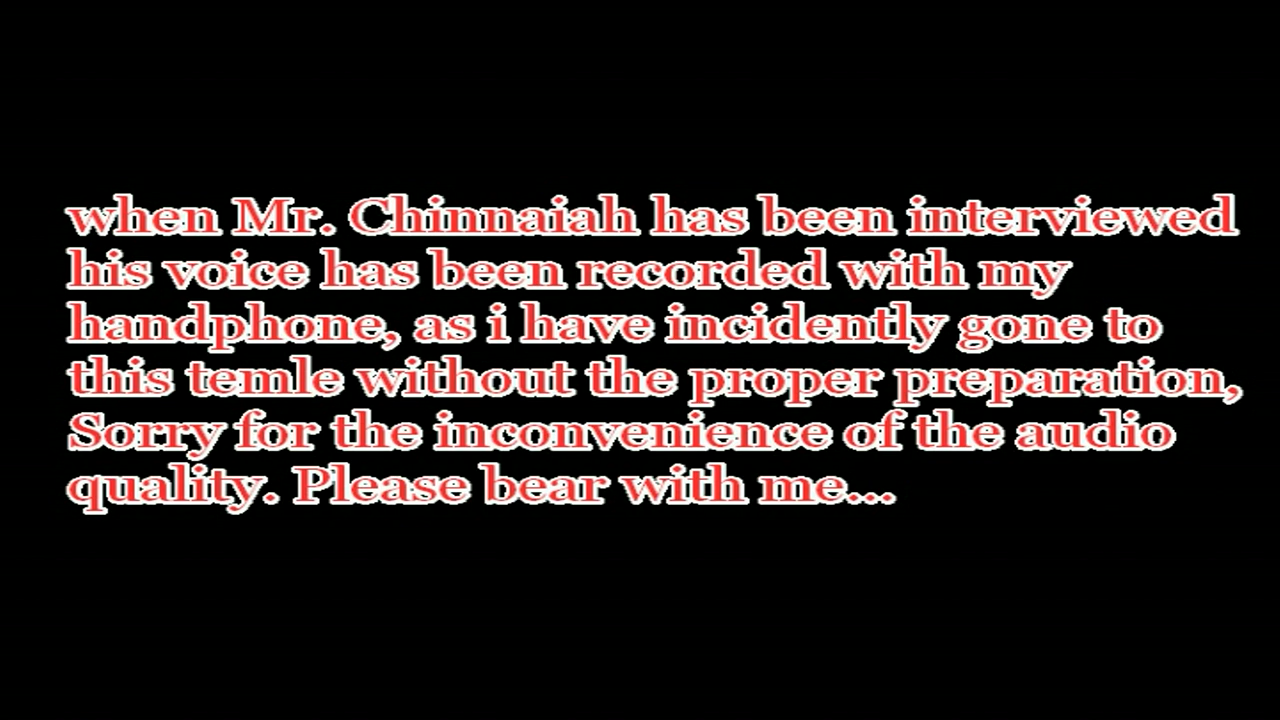 when Mr. Chinnaiah has been interviewed
his voice has been recorded with my
handphone, as i have incidently gone to
this temle without the proper preparation,
Sorry for the inconvenience of the audio
quality. Please bear with me...